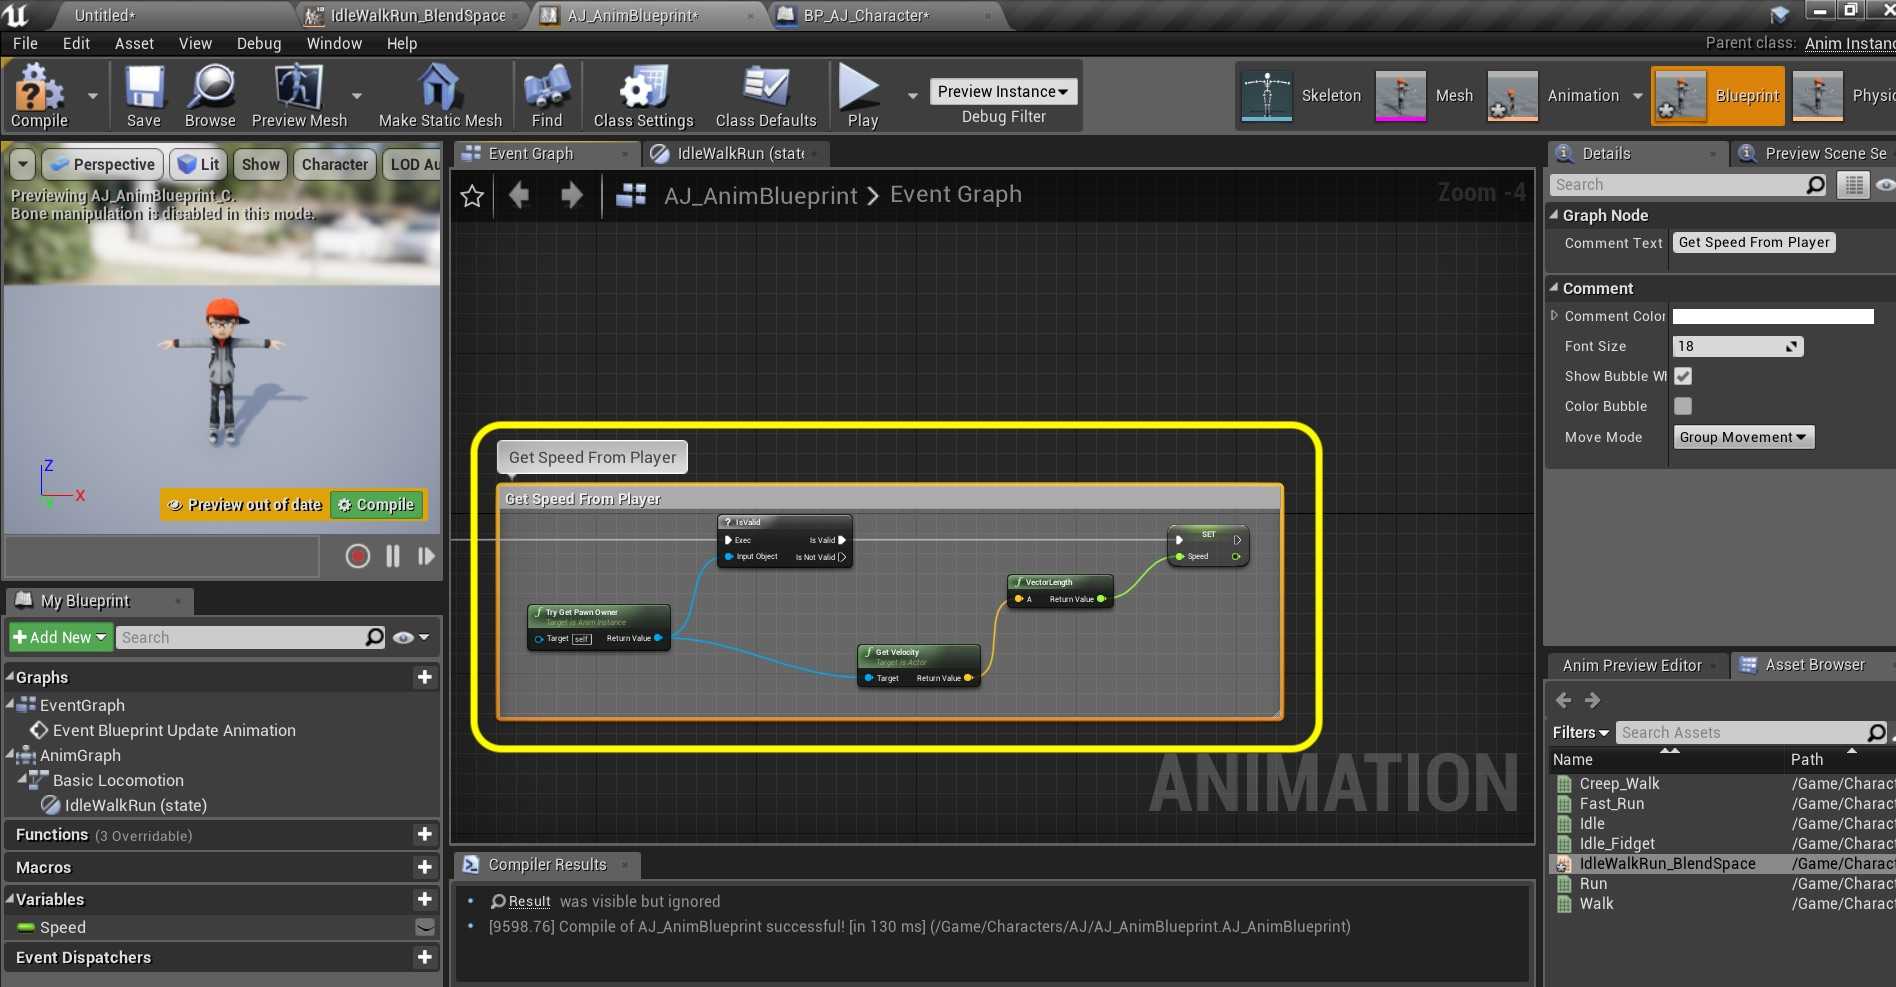 Untitled*
IdleWalkRun_BlendSpace
AJ_AnimBlueprint*
BP_AJ_Character*
File Edit Asset View Debug Window Help
Parent class: Anim Instanc
Compile
Save
Browse
Preview Mesh
Make Static Mesh
Find
Class Settings
Class Defaults
Play
Preview Instance
Debug Filter
Skeleton
Mesh
Animation
Blueprint
Physic
Perspective
Lit
Show
Character
LOD Au
Previewing AJ_AnimBlueprint_C.
Bone manipulation is disabled in this mode.
Z
X
Preview out of date
Compile
My Blueprint
Add New
Search
Graphs
EventGraph
Event Blueprint Update Animation
AnimGraph
Basic Locomotion
IdleWalkRun (state)
Functions (3 Overridable)
Macros
Variables
Speed
Event Dispatchers
Event Graph
IdleWalkRun (state
AJ_AnimBlueprint > Event Graph
Zoom -4
Get Speed From Player
Get Speed From Player
? IsValid
Exec Is Valid
Input Object Is Not Valid
SET
Speed
f VectorLength
A Return Value
f Try Get Pawn Owner
Target is Anim Instance
Target self Return Value
f Get Velocity
Target is Actor
Target Return Value
ANIMATION
Compiler Results
• Result was visible but ignored
• [9598.76] Compile of AJ_AnimBlueprint successful! [in 130 ms] (/Game/Characters/AJ/AJ_AnimBlueprint.AJ_AnimBlueprint)
Details
Preview Scene Se
Search
Graph Node
Comment Text Get Speed From Player
Comment
Comment Color
Font Size 18
Show Bubble Wh
Color Bubble
Move Mode Group Movement
Anim Preview Editor
Asset Browser
Filters
Search Assets
Name Path
Creep_Walk /Game/Charact
Fast_Run /Game/Charact
Idle /Game/Charact
Idle_Fidget /Game/Charact
IdleWalkRun_BlendSpace /Game/Charact
Run /Game/Charact
Walk /Game/Charact